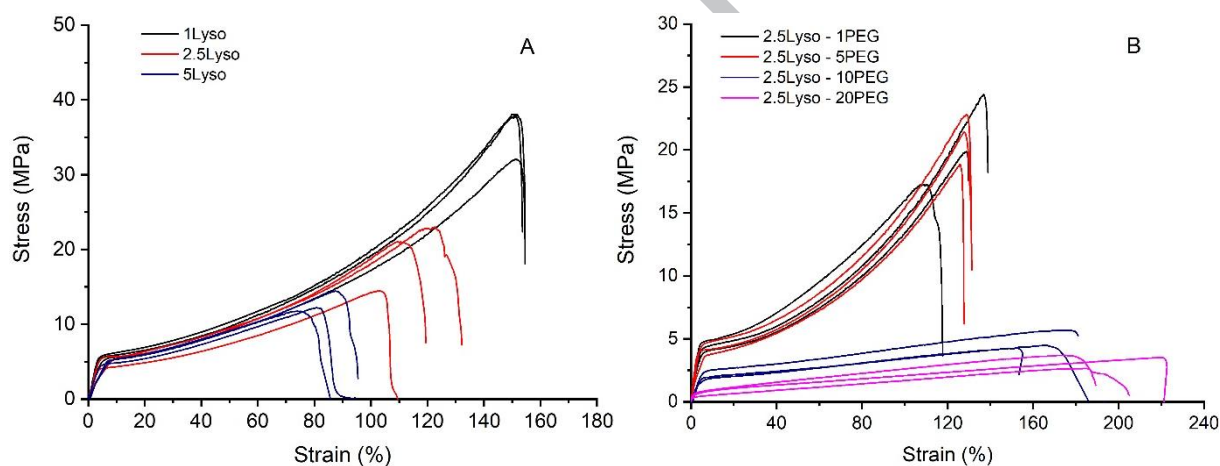 50
40
30
20
10
0
Stress (MPa)
1Lyso
2.5Lyso
5Lyso
A
0 20 40 60 80 100 120 140 160 180
Strain (%)
30
25
20
15
10
5
0
Stress (MPa)
2.5Lyso - 1PEG
2.5Lyso - 5PEG
2.5Lyso - 10PEG
2.5Lyso - 20PEG
B
0 40 80 120 160 200 240
Strain (%)